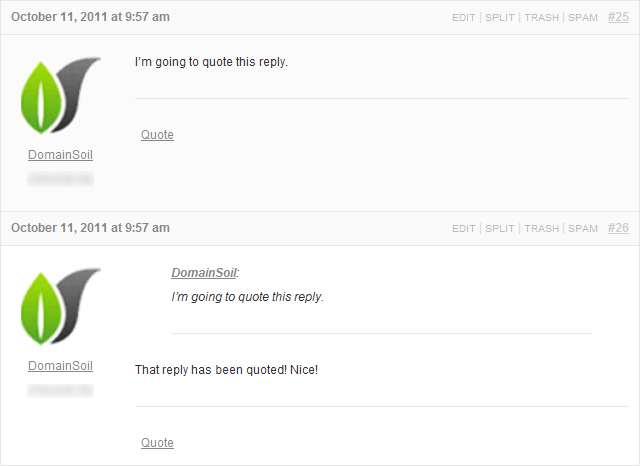 October 11, 2011 at 9:57 am EDIT | SPLIT | TRASH | SPAM #25
I'm going to quote this reply.
Quote
DomainSoil
October 11, 2011 at 9:57 am EDIT | SPLIT | TRASH | SPAM #26
DomainSoil:
I'm going to quote this reply.
DomainSoil
That reply has been quoted! Nice!
Quote